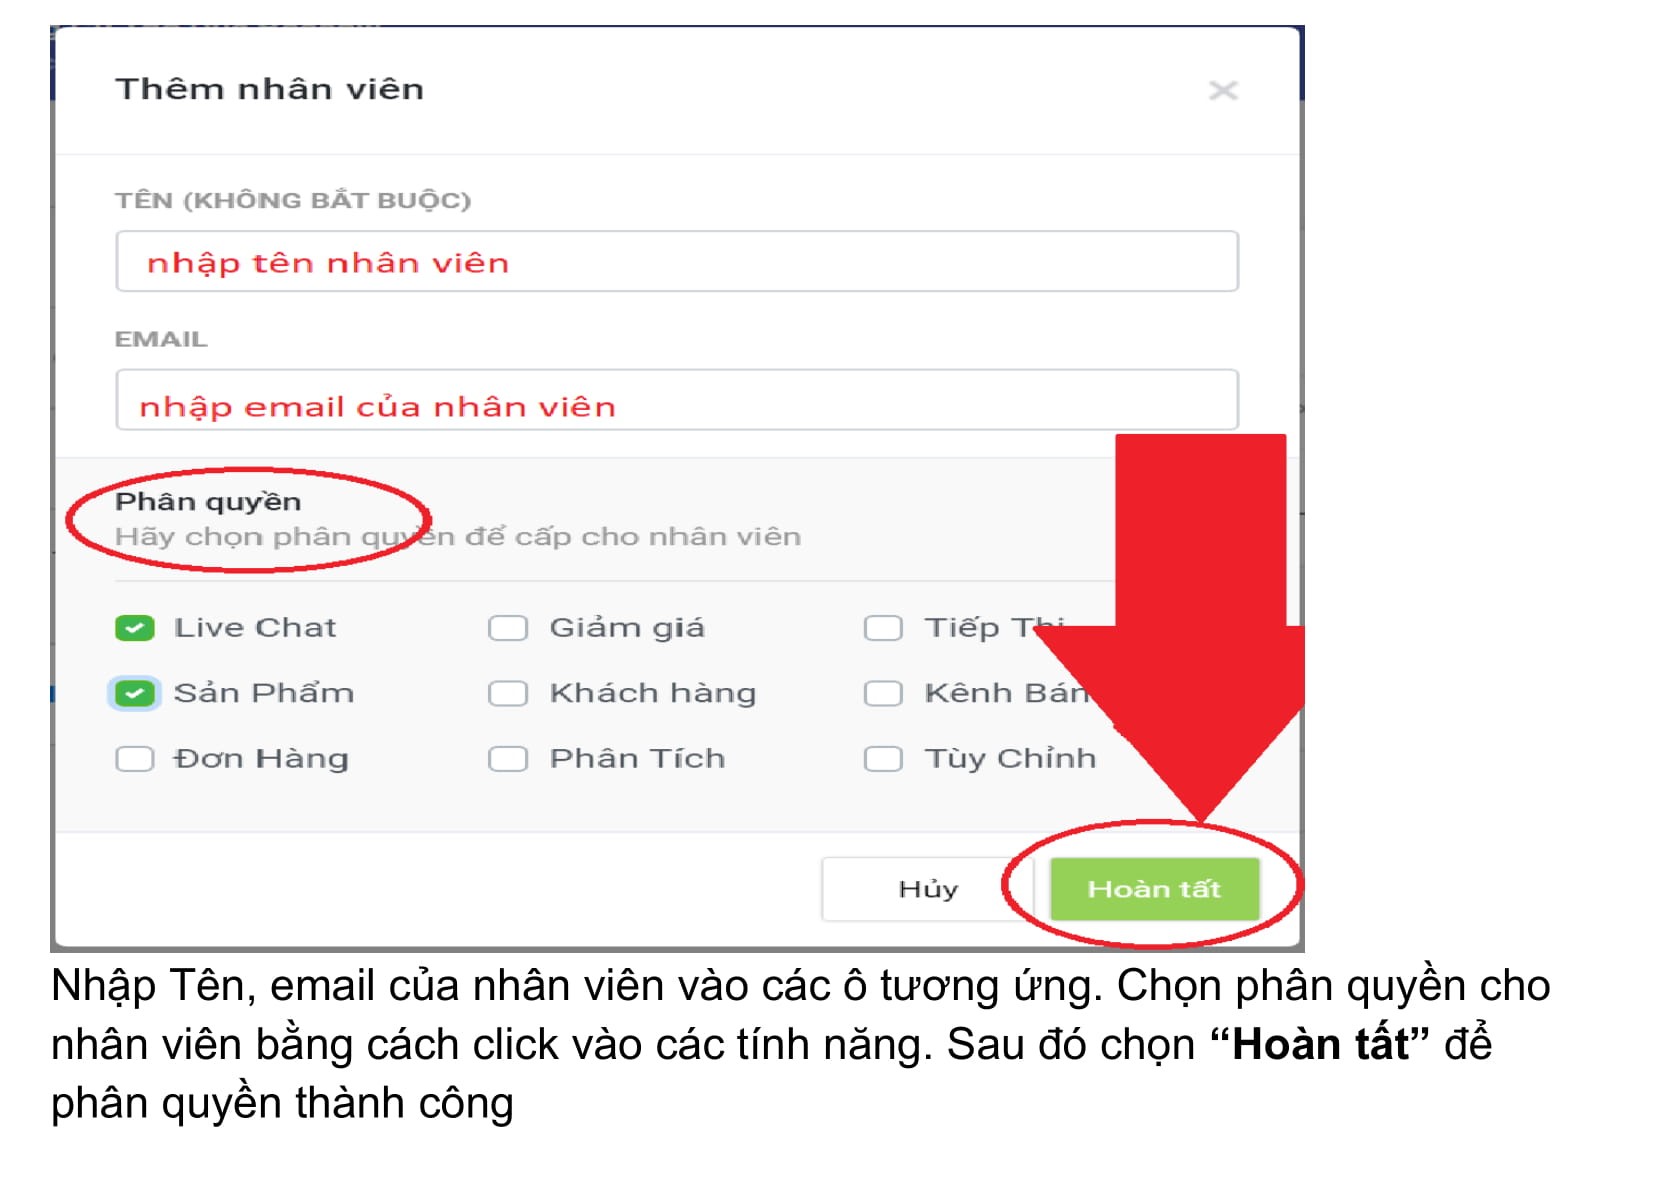 Thêm nhân viên
TÊN (KHÔNG BẮT BUỘC)
nhập tên nhân viên
EMAIL
nhập email của nhân viên
Phân quyền
Hãy chọn phân quyền để cấp cho nhân viên
Live Chat Giảm giá Tiếp Thị
Sản Phẩm Khách hàng Kênh Bán
Đơn Hàng Phân Tích Tùy Chỉnh
Hủy Hoàn tất
Nhập Tên, email của nhân viên vào các ô tương ứng. Chọn phân quyền cho
nhân viên bằng cách click vào các tính năng. Sau đó chọn “Hoàn tất” để
phân quyền thành công